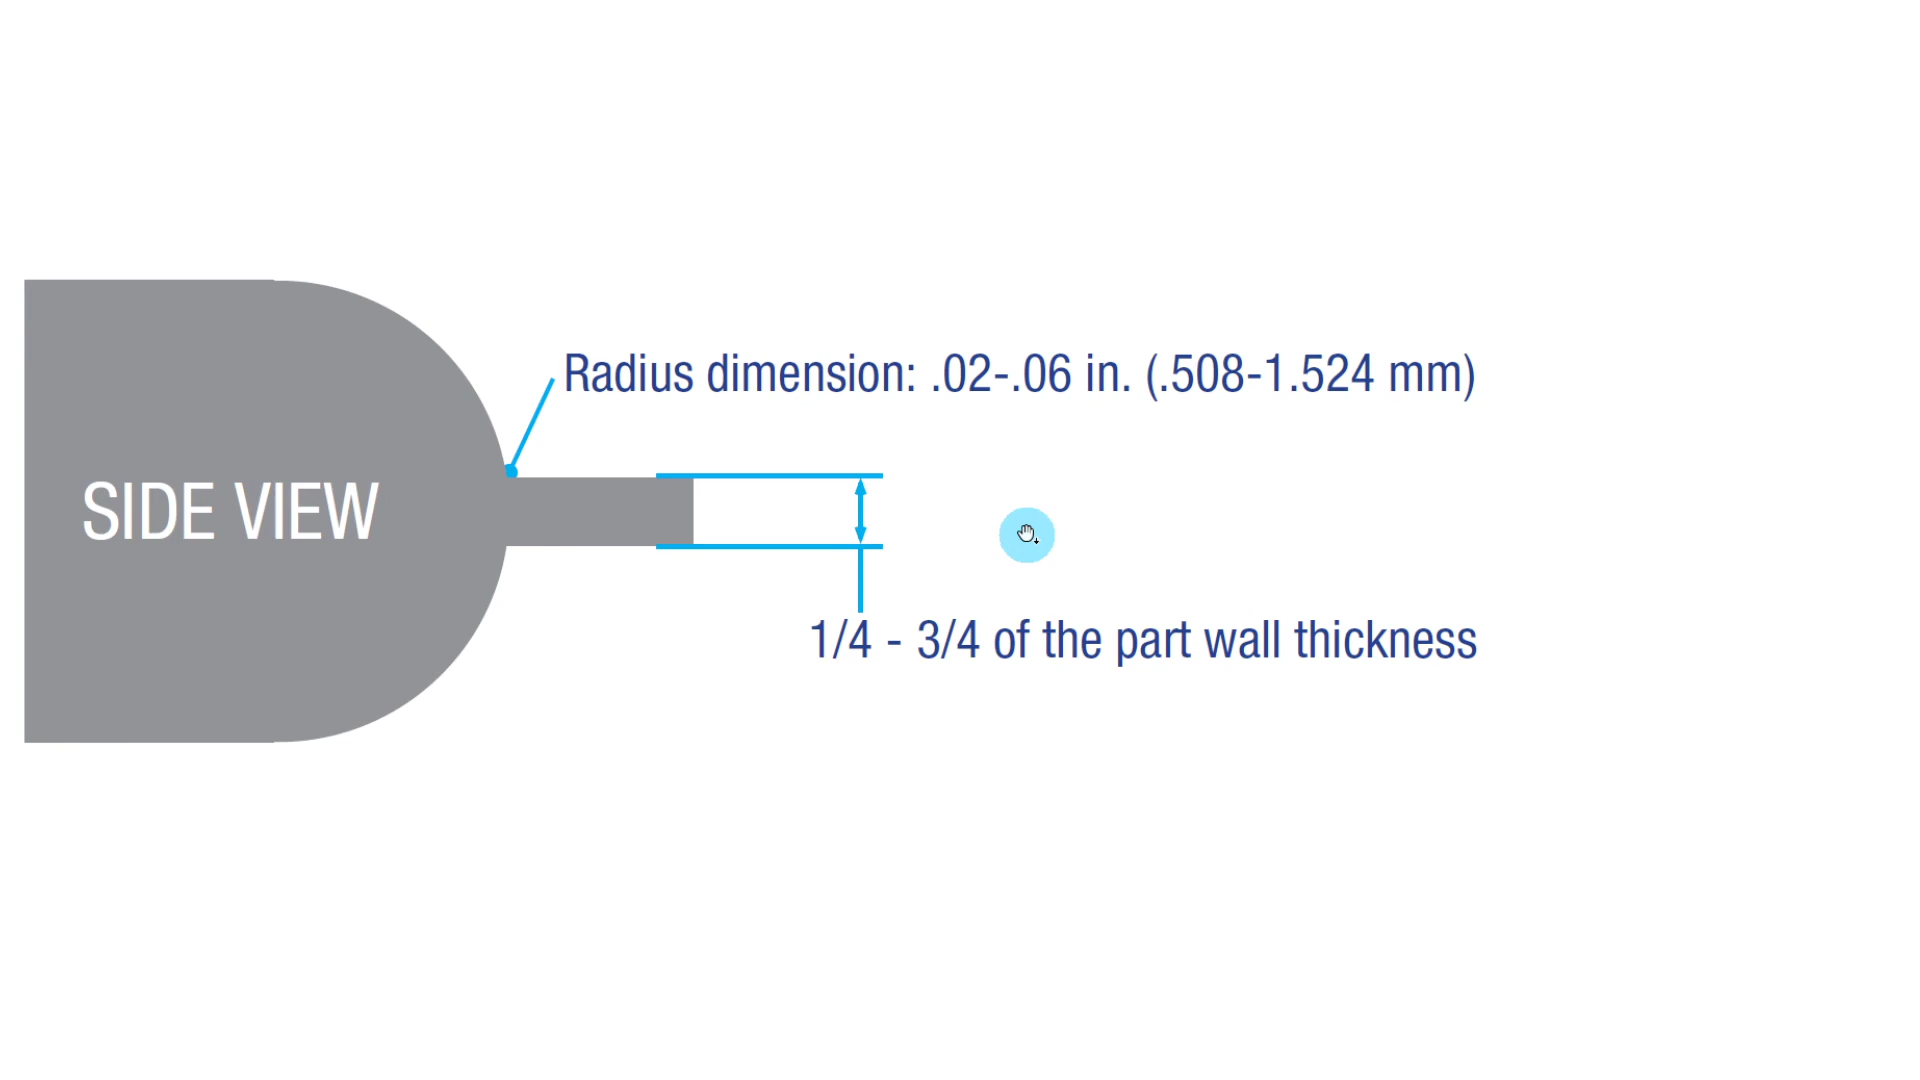 Radius dimension: .02-.06 in. (.508-1.524 mm)
SIDE VIEW
1/4 - 3/4 of the part wall thickness